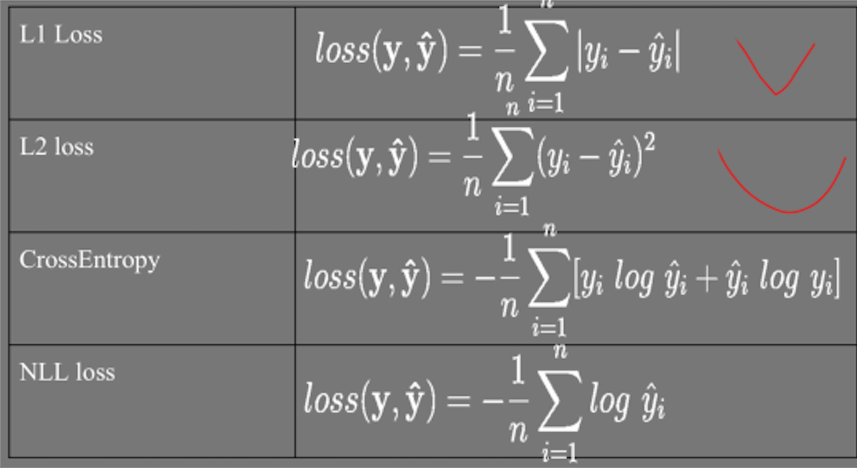 L1 Loss
loss(y, ŷ) = 1/n ∑_{i=1}^{n} |y_i − ŷ_i|
L2 loss
loss(y, ŷ) = 1/n ∑_{i=1}^{n} (y_i − ŷ_i)²
CrossEntropy
loss(y, ŷ) = −1/n ∑_{i=1}^{n} [y_i log ŷ_i + ŷ_i log y_i]
NLL loss
loss(y, ŷ) = −1/n ∑_{i=1}^{n} log ŷ_i